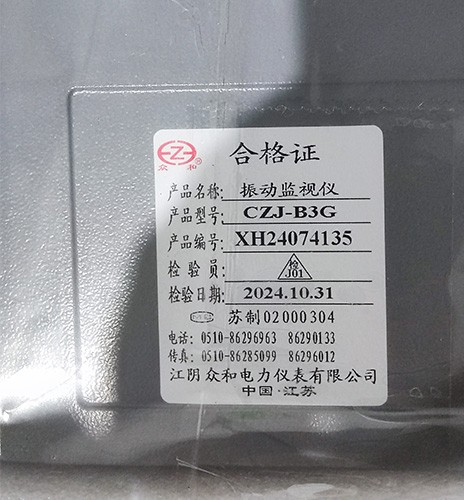 众和®
合格证
产品名称: 振动监视仪
产品型号: CZJ-B3G
产品编号: XH24074135
检验员: 检 J01
检验日期: 2024.10.31
MC 苏制02000304
电话: 0510-86296963 86290133
传真: 0510-86285099 86296012
江阴众和电力仪表有限公司
中国·江苏